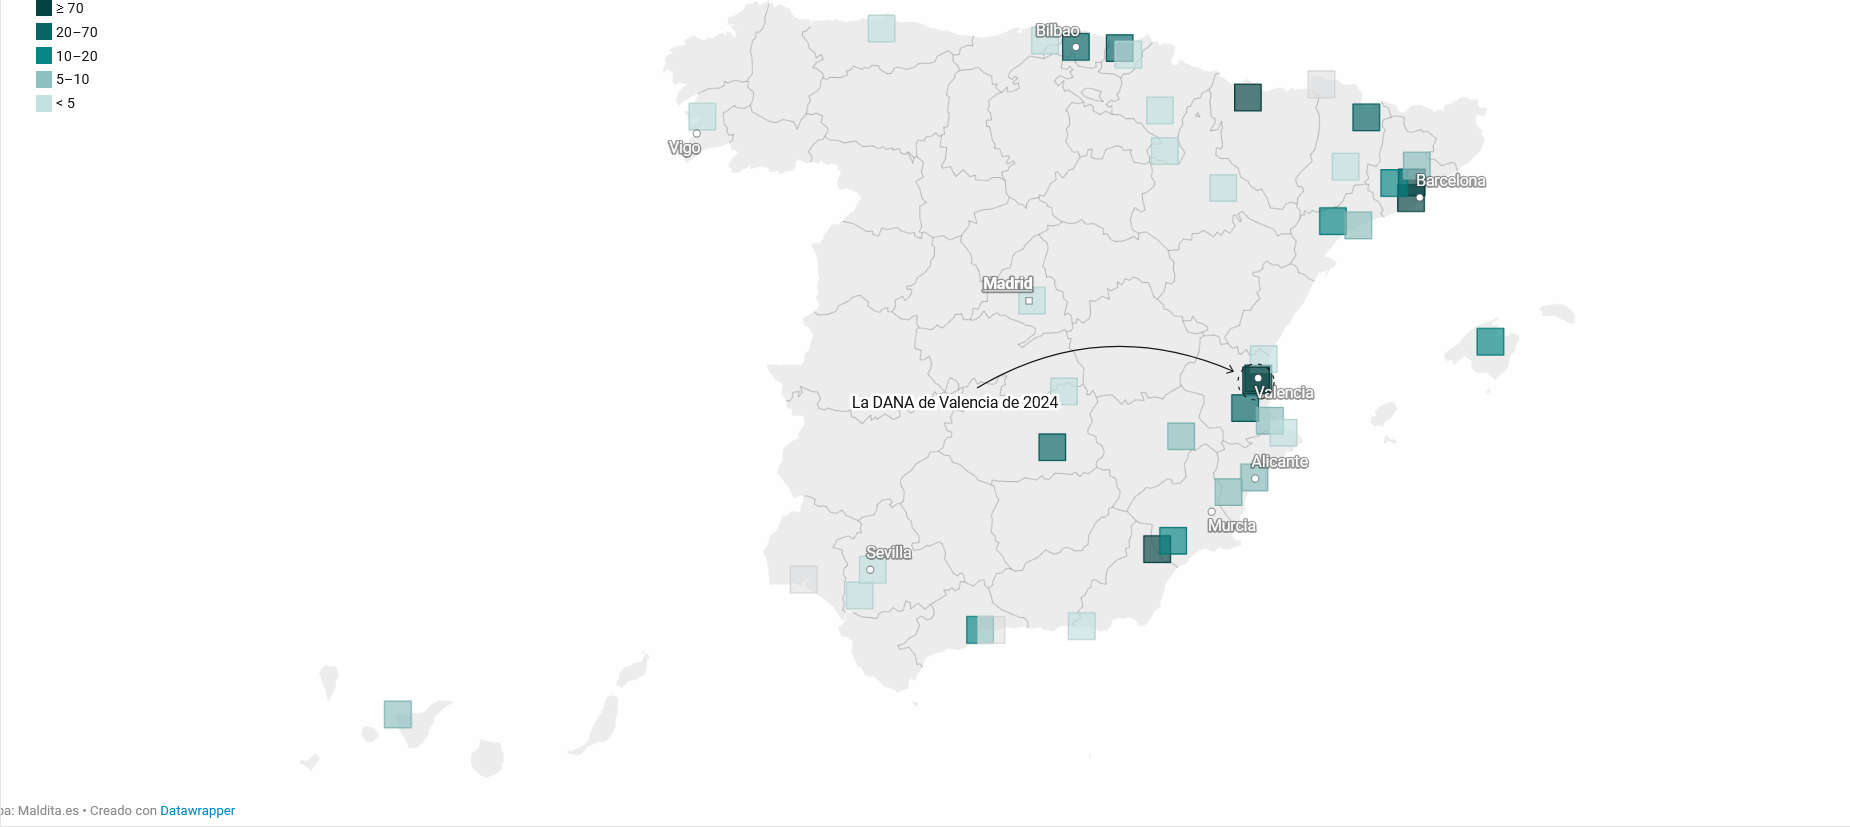 ≥ 70
20–70
10–20
5–10
< 5
Bilbao
Vigo
Barcelona
Madrid
La DANA de Valencia de 2024
Valencia
Alicante
Murcia
Sevilla
Maldita.es • Creado con Datawrapper